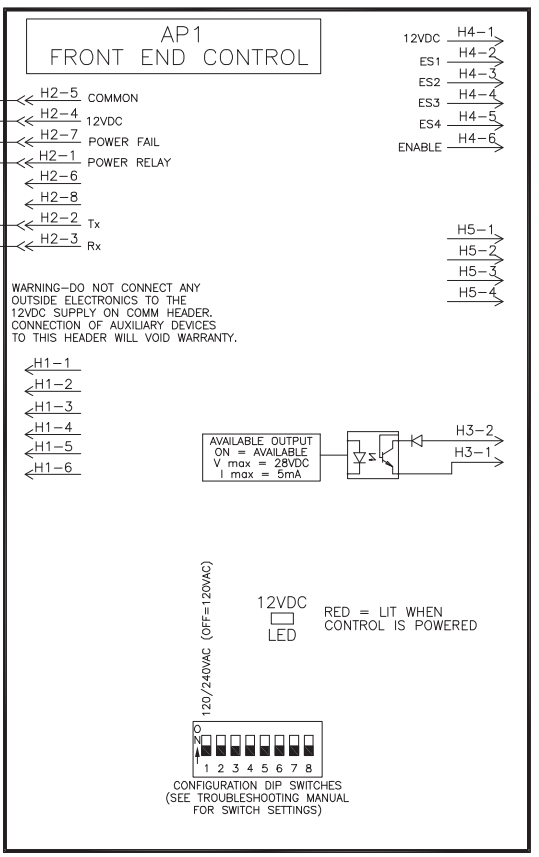 AP1
FRONT END CONTROL
12VDC H4-1
ES1 H4-2
ES2 H4-3
ES3 H4-4
ES4 H4-5
ENABLE H4-6
H2-5 COMMON
H2-4 12VDC
H2-7 POWER FAIL
H2-1 POWER RELAY
H2-6
H2-8
H2-2 Tx
H2-3 Rx
H5-1
H5-2
H5-3
H5-4
WARNING-DO NOT CONNECT ANY
OUTSIDE ELECTRONICS TO THE
12VDC SUPPLY ON COMM HEADER.
CONNECTION OF AUXILIARY DEVICES
TO THIS HEADER WILL VOID WARRANTY.
H1-1
H1-2
H1-3
H1-4
H1-5
H1-6
AVAILABLE OUTPUT
ON = AVAILABLE
V max = 28VDC
I max = 5mA
H3-2
H3-1
120/240VAC (OFF=120VAC)
12VDC
LED
RED = LIT WHEN
CONTROL IS POWERED
ON
1 2 3 4 5 6 7 8
CONFIGURATION DIP SWITCHES
(SEE TROUBLESHOOTING MANUAL
FOR SWITCH SETTINGS)